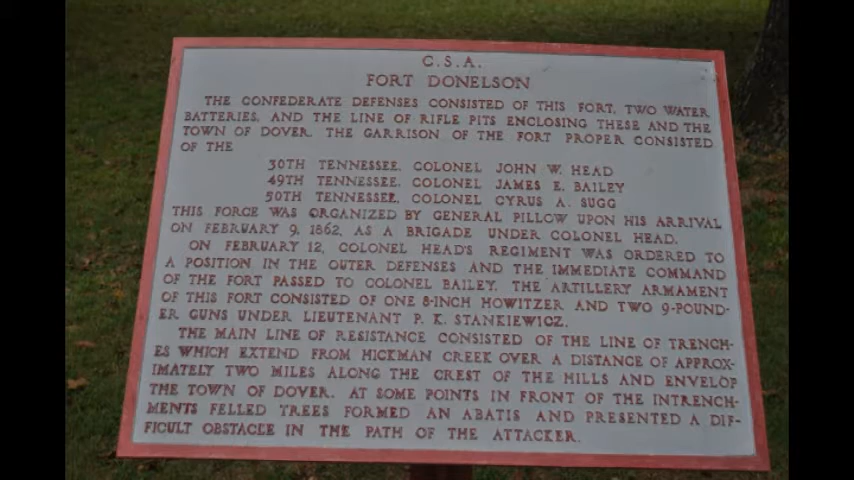 C.S.A.
FORT DONELSON
THE CONFEDERATE DEFENSES CONSISTED OF THIS FORT, TWO WATER
BATTERIES, AND THE LINE OF RIFLE PITS ENCLOSING THESE AND THE
TOWN OF DOVER. THE GARRISON OF THE FORT PROPER CONSISTED
OF THE
30TH TENNESSEE, COLONEL JOHN W. HEAD
49TH TENNESSEE, COLONEL JAMES E. BAILEY
50TH TENNESSEE, COLONEL CYRUS A. SUGG
THIS FORCE WAS ORGANIZED BY GENERAL PILLOW UPON HIS ARRIVAL
ON FEBRUARY 9, 1862, AS A BRIGADE UNDER COLONEL HEAD.
ON FEBRUARY 12, COLONEL HEAD'S REGIMENT WAS ORDERED TO
A POSITION IN THE OUTER DEFENSES AND THE IMMEDIATE COMMAND
OF THE FORT PASSED TO COLONEL BAILEY. THE ARTILLERY ARMAMENT
OF THIS FORT CONSISTED OF ONE 8-INCH HOWITZER AND TWO 9-POUND-
ER GUNS UNDER LIEUTENANT P. K. STANKIEWICZ.
THE MAIN LINE OF RESISTANCE CONSISTED OF THE LINE OF TRENCH-
ES WHICH EXTEND FROM HICKMAN CREEK OVER A DISTANCE OF APPROX-
IMATELY TWO MILES ALONG THE CREST OF THE HILLS AND ENVELOP
THE TOWN OF DOVER. AT SOME POINTS IN FRONT OF THE INTRENCH-
MENTS FELLED TREES FORMED AN ABATIS AND PRESENTED A DIF-
FICULT OBSTACLE IN THE PATH OF THE ATTACKER.